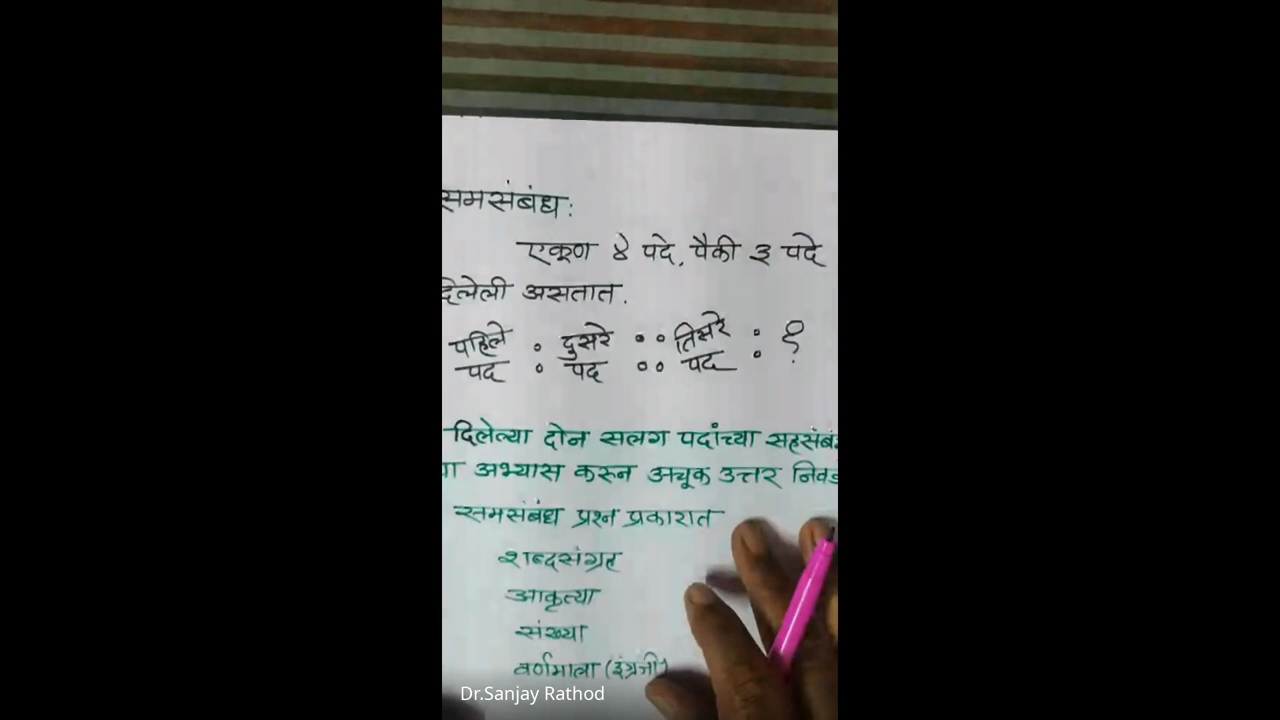 समसंबंध:
एकूण ४ पदे, पैकी ३ पदे
दिलेली असतात.
पहिले पद : दुसरे पद :: तिसरे पद : ?
दिलेल्या दोन सलग पदांच्या सहसंबं
चा अभ्यास करून अचूक उत्तर निवड
समसंबंध प्रश्न प्रकारात
शब्दसंग्रह
आकृत्या
संख्या
वर्णमाला (इंग्रजी)
Dr.Sanjay Rathod